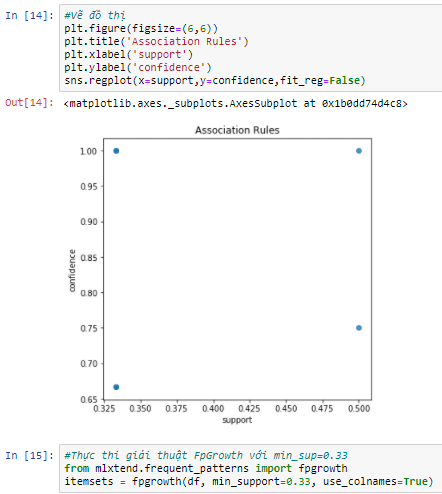 In [14]: #Vẽ đồ thị
plt.figure(figsize=(6,6))
plt.title('Association Rules')
plt.xlabel('support')
plt.ylabel('confidence')
sns.regplot(x=support,y=confidence,fit_reg=False)
Out[14]: <matplotlib.axes._subplots.AxesSubplot at 0x1b0dd74d4c8>
Association Rules
1.00
0.95
0.90
0.85
0.80
0.75
0.70
0.65
confidence
0.325 0.350 0.375 0.400 0.425 0.450 0.475 0.500
support
In [15]: #Thực thi giải thuật FpGrowth với min_sup=0.33
from mlxtend.frequent_patterns import fpgrowth
itemsets = fpgrowth(df, min_support=0.33, use_colnames=True)